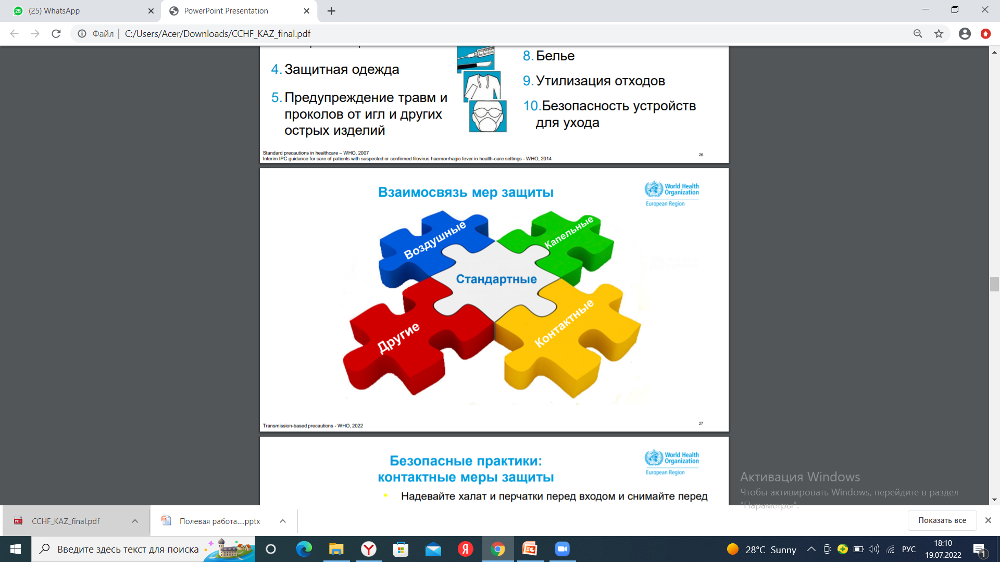 (25) WhatsApp
PowerPoint Presentation
Файл
C:/Users/Acer/Downloads/CCHF_KAZ_final.pdf
4. Защитная одежда
5. Предупреждение травм и
проколов от игл и других
острых изделий
8. Белье
9. Утилизация отходов
10.Безопасность устройств
для ухода
Standard precautions in healthcare – WHO, 2007
Interim IPC guidance for care of patients with suspected or confirmed filovirus haemorrhagic fever in health-care settings - WHO, 2014
26
Взаимосвязь мер защиты
World Health
Organization
European Region
Воздушные
Капельные
Стандартные
Другие
Контактные
Transmission-based precautions - WHO, 2022
27
Безопасные практики:
контактные меры защиты
World Health
Organization
European Region
• Надевайте халат и перчатки перед входом и снимайте перед
Активация Windows
Чтобы активировать Windows, перейдите в раздел
"Параметры".
CCHF_KAZ_final.pdf
Полевая работа....pptx
Показать все
Введите здесь текст для поиска
28°C Sunny
РУС
18:10
19.07.2022
1